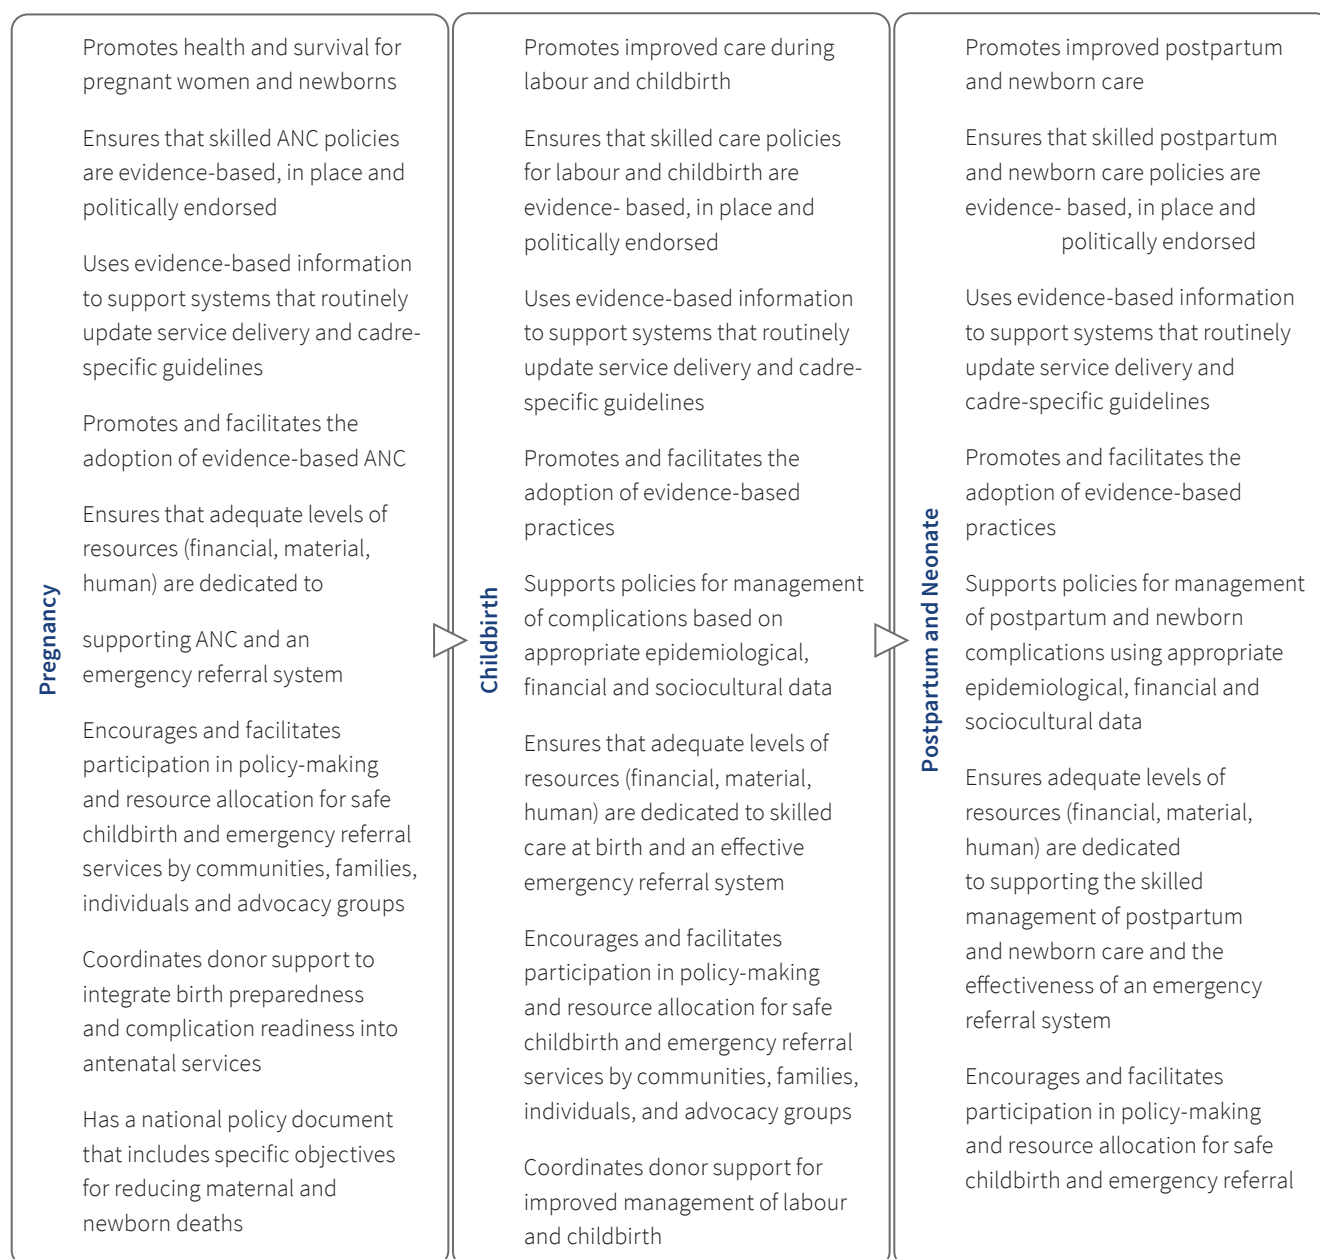 Pregnancy
Promotes health and survival for
pregnant women and newborns
Ensures that skilled ANC policies
are evidence-based, in place and
politically endorsed
Uses evidence-based information
to support systems that routinely
update service delivery and cadre-
specific guidelines
Promotes and facilitates the
adoption of evidence-based ANC
Ensures that adequate levels of
resources (financial, material,
human) are dedicated to
supporting ANC and an
emergency referral system
Encourages and facilitates
participation in policy-making
and resource allocation for safe
childbirth and emergency referral
services by communities, families,
individuals and advocacy groups
Coordinates donor support to
integrate birth preparedness
and complication readiness into
antenatal services
Has a national policy document
that includes specific objectives
for reducing maternal and
newborn deaths
Childbirth
Promotes improved care during
labour and childbirth
Ensures that skilled care policies
for labour and childbirth are
evidence- based, in place and
politically endorsed
Uses evidence-based information
to support systems that routinely
update service delivery and cadre-
specific guidelines
Promotes and facilitates the
adoption of evidence-based
practices
Supports policies for management
of complications based on
appropriate epidemiological,
financial and sociocultural data
Ensures that adequate levels of
resources (financial, material,
human) are dedicated to skilled
care at birth and an effective
emergency referral system
Encourages and facilitates
participation in policy-making
and resource allocation for safe
childbirth and emergency referral
services by communities, families,
individuals, and advocacy groups
Coordinates donor support for
improved management of labour
and childbirth
Postpartum and Neonate
Promotes improved postpartum
and newborn care
Ensures that skilled postpartum
and newborn care policies are
evidence- based, in place and
politically endorsed
Uses evidence-based information
to support systems that routinely
update service delivery and
cadre-specific guidelines
Promotes and facilitates the
adoption of evidence-based
practices
Supports policies for management
of postpartum and newborn
complications using appropriate
epidemiological, financial and
sociocultural data
Ensures adequate levels of
resources (financial, material,
human) are dedicated
to supporting the skilled
management of postpartum
and newborn care and the
effectiveness of an emergency
referral system
Encourages and facilitates
participation in policy-making
and resource allocation for safe
childbirth and emergency referral